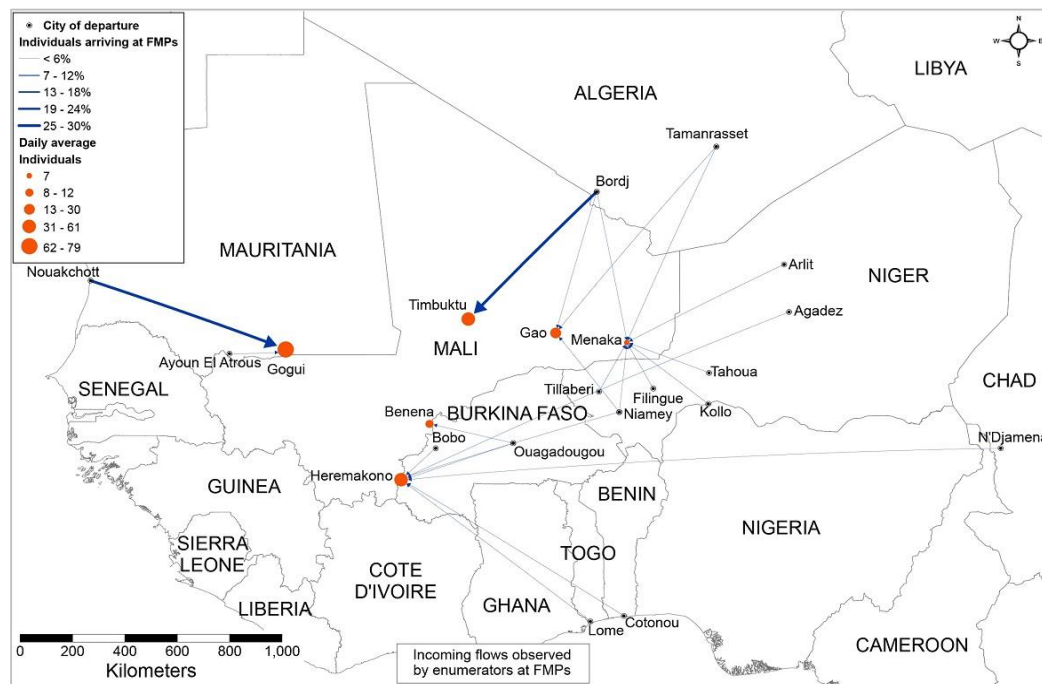 City of departure
Individuals arriving at FMPs
< 6%
7 - 12%
13 - 18%
19 - 24%
25 - 30%
Daily average
Individuals
7
8 - 12
13 - 30
31 - 61
62 - 79
N
W E
S
LIBYA
ALGERIA
Tamanrasset
Bordj
MAURITANIA
Nouakchott
Arlit
NIGER
Agadez
Timbuktu
Gao
Menaka
MALI
Ayoun El Atrous
Gogui
SENEGAL
Tahoua
CHAD
Tillaberi
Filingue
Kollo
BURKINA FASO
Niamey
Benena
Bobo
Ouagadougou
N'Djamena
Heremakono
GUINEA
BENIN
NIGERIA
SIERRA
LEONE
TOGO
COTE
D'IVOIRE
GHANA
LIBERIA
Lome
Cotonou
CAMEROON
0 200 400 600 800 1,000
Kilometers
Incoming flows observed
by enumerators at FMPs